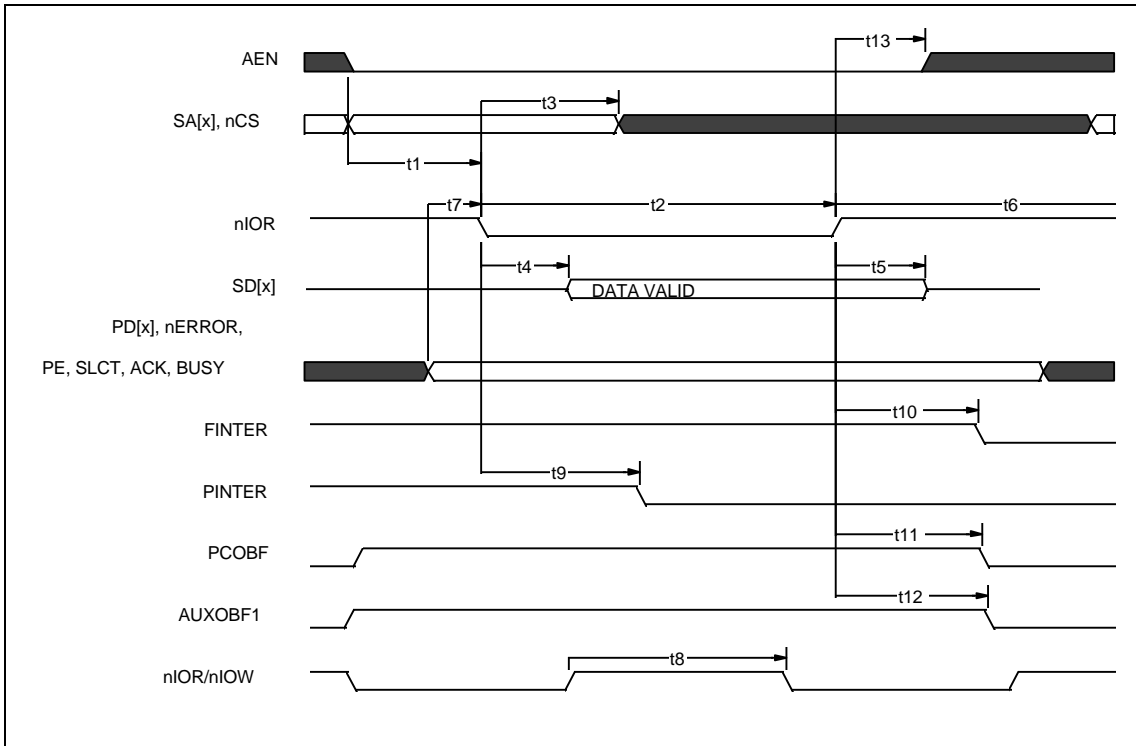 AEN
t13
SA[x], nCS
t3
t1
nIOR
t7
t2
t6
SD[x]
t4
DATA VALID
t5
PD[x], nERROR,
PE, SLCT, ACK, BUSY
FINTER
t10
PINTER
t9
PCOBF
t11
AUXOBF1
t12
nIOR/nIOW
t8